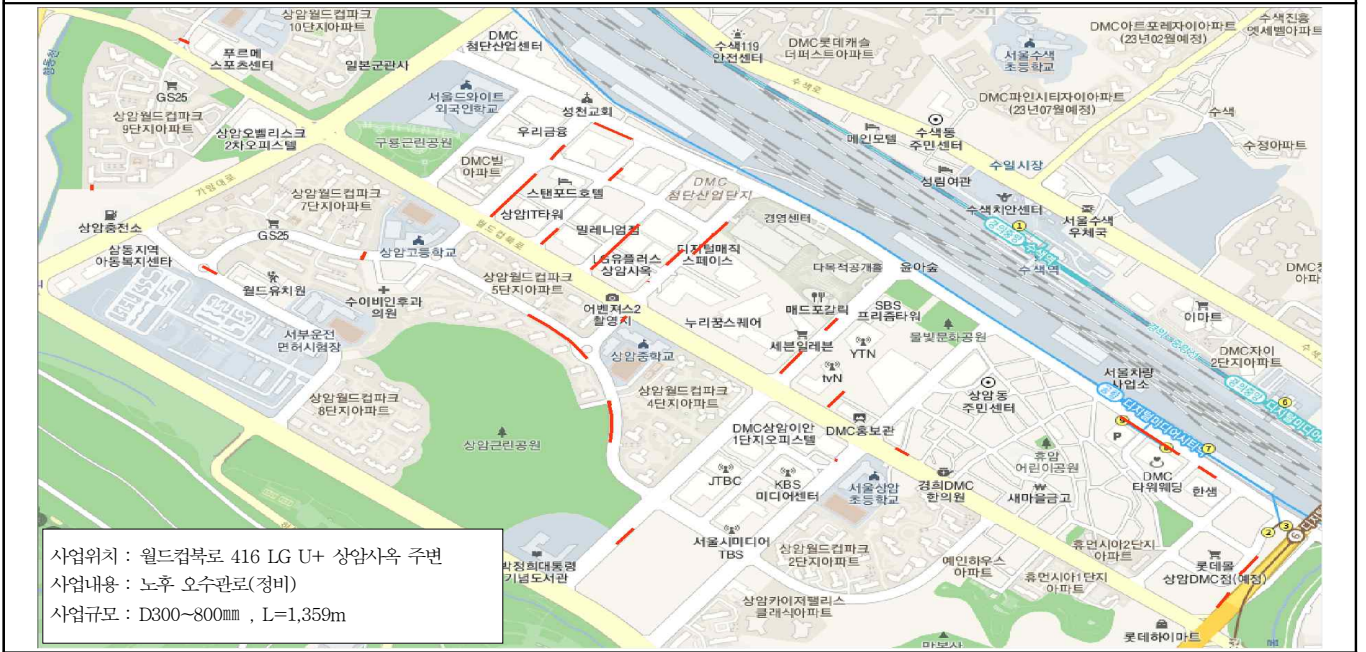 상암월드컵파크
10단지아파트
푸르메
스포츠센터
일본군관사
GS25
상암월드컵파크
9단지아파트
상암오벨리스크
2차오피스텔
DMC
첨단산업센터
서울드와이트
외국인학교
성천교회
우리금융
구룡근린공원
DMC빌
아파트
수색119
안전센터
DMC롯데캐슬
더퍼스트아파트
수색로
DMC아트포레자이아파트
(23년02월예정)
수색진흥
엣세벨아파트
서울수색
초등학교
DMC파인시티자이아파트
(23년07월예정)
수색
수정아파트
메인모텔
수색동
주민센터
수일시장
성림여관
수색치안센터
서울수색
우체국
1
수색역
이마트
DMC자이
2단지아파트
가양대로
상암월드컵파크
7단지아파트
상암충전소
GS25
상암고등학교
삼동지역
아동복지센터
월드유치원
수이비인후과
의원
서부운전
면허시험장
스탠포드호텔
상암IT타워
월드컵북로
밀레니엄점
DMC
첨단산업단지
LG유플러스
상암사옥
디지털매직
스페이스
경영센터
다목적공개홀
윤아숲
상암월드컵파크
5단지아파트
어벤져스2
촬영지
누리꿈스퀘어
매드포갈릭
SBS
프리즘타워
세븐일레븐
YTN
tvN
물빛문화공원
상암중학교
상암월드컵파크
8단지아파트
상암근린공원
상암월드컵파크
4단지아파트
서울차량
사업소
상암동
주민센터
DMC상암이안
1단지오피스텔
DMC홍보관
JTBC
KBS
미디어센터
서울상암
초등학교
경희DMC
한의원
휴암
어린이공원
새마을금고
P
DMC
타워웨딩
한샘
7
6
2
3
서울시미디어
TBS
상암월드컵파크
2단지아파트
예인하우스
아파트
휴먼시아2단지
아파트
휴먼시아1단지
아파트
롯데몰
상암DMC점(예정)
박정희대통령
기념도서관
상암카이저팰리스
클래식아파트
롯데하이마트
사업위치 : 월드컵북로 416 LG U+ 상암사옥 주변
사업내용 : 노후 오수관로(정비)
사업규모 : D300~800㎜ , L=1,359m